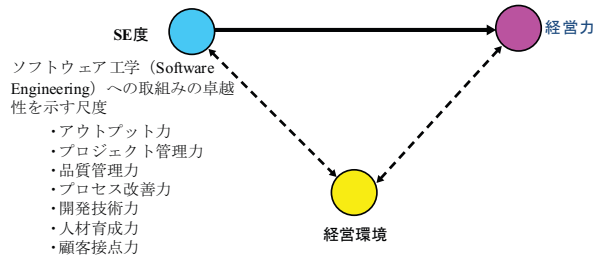 SE度
経営力
ソフトウェア工学（Software
Engineering）への取組みの卓越
性を示す尺度
・アウトプット力
・プロジェクト管理力
・品質管理力
・プロセス改善力
・開発技術力
・人材育成力
・顧客接点力
経営環境